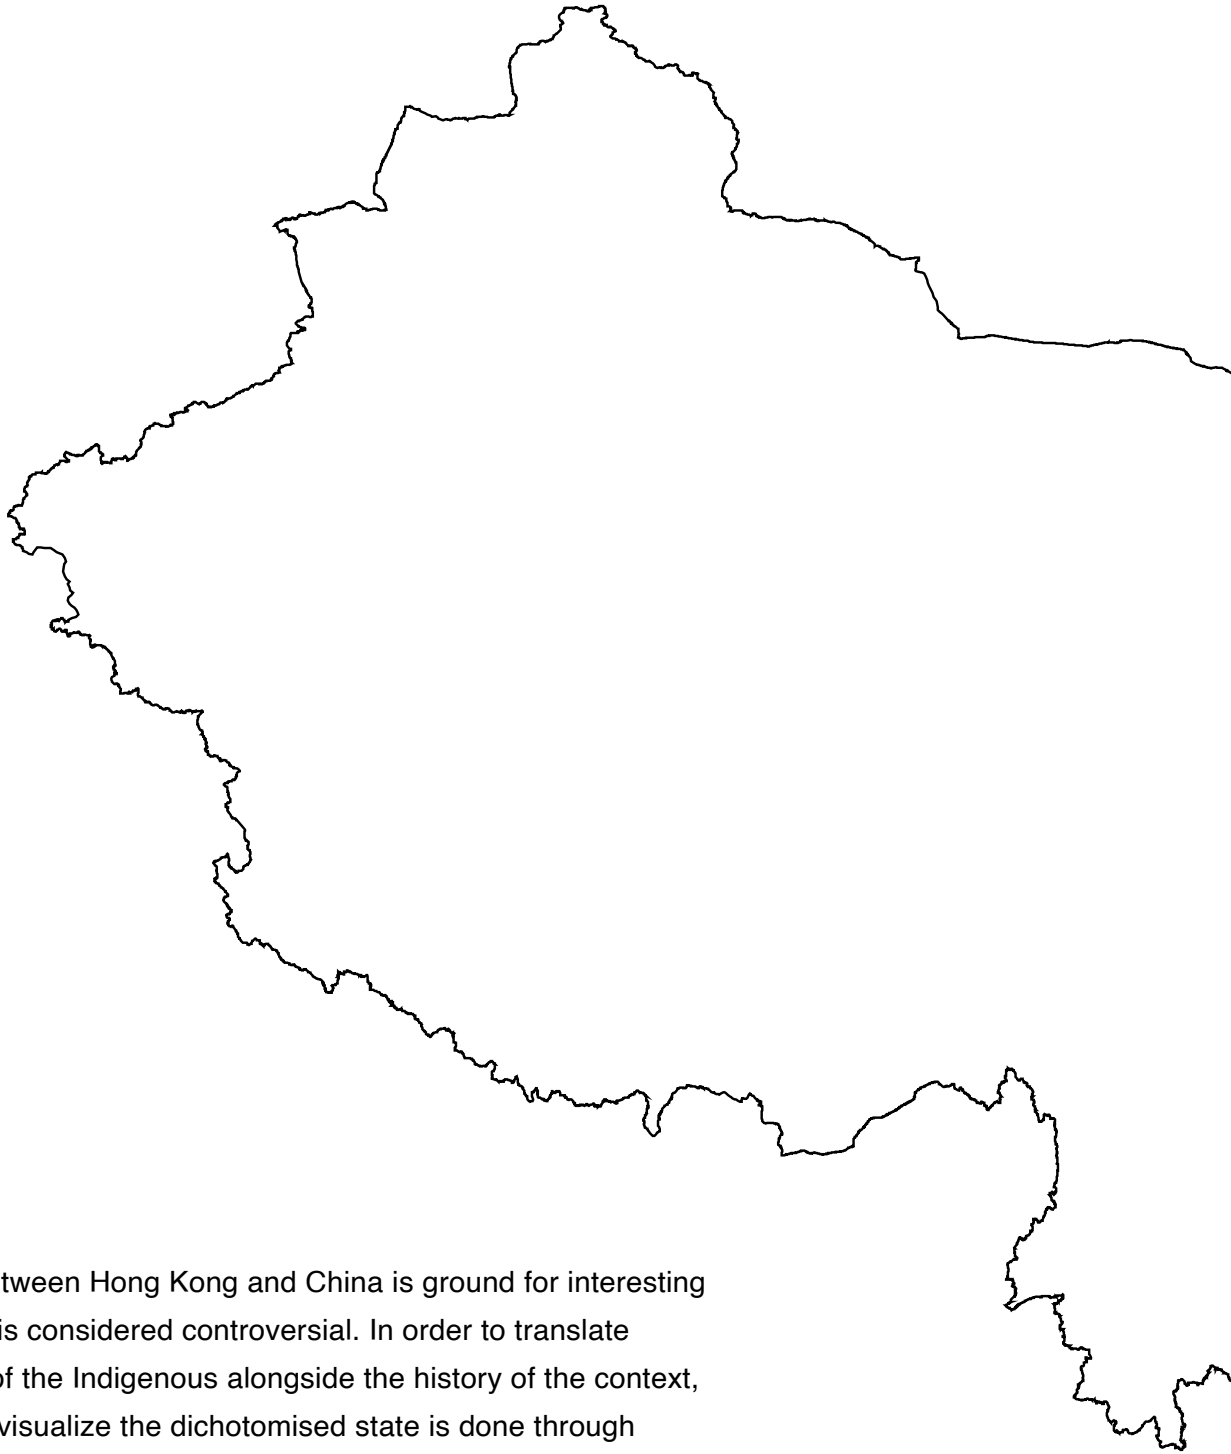 tween Hong Kong and China is ground for interesting
is considered controversial. In order to translate
of the Indigenous alongside the history of the context,
visualize the dichotomised state is done through